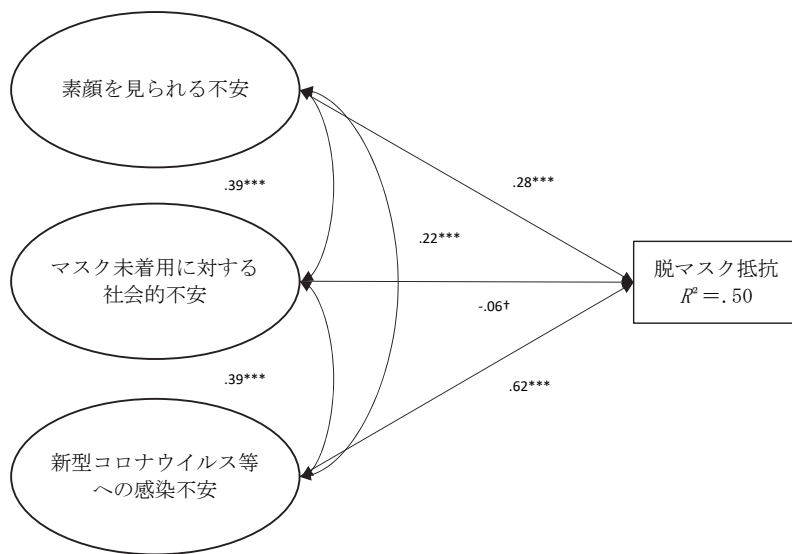 素顔を見られる不安
.39***
.28***
.22***
マスク未着用に対する
社会的不安
脱マスク抵抗
R²=.50
-.06†
.39***
.62***
新型コロナウイルス等
への感染不安